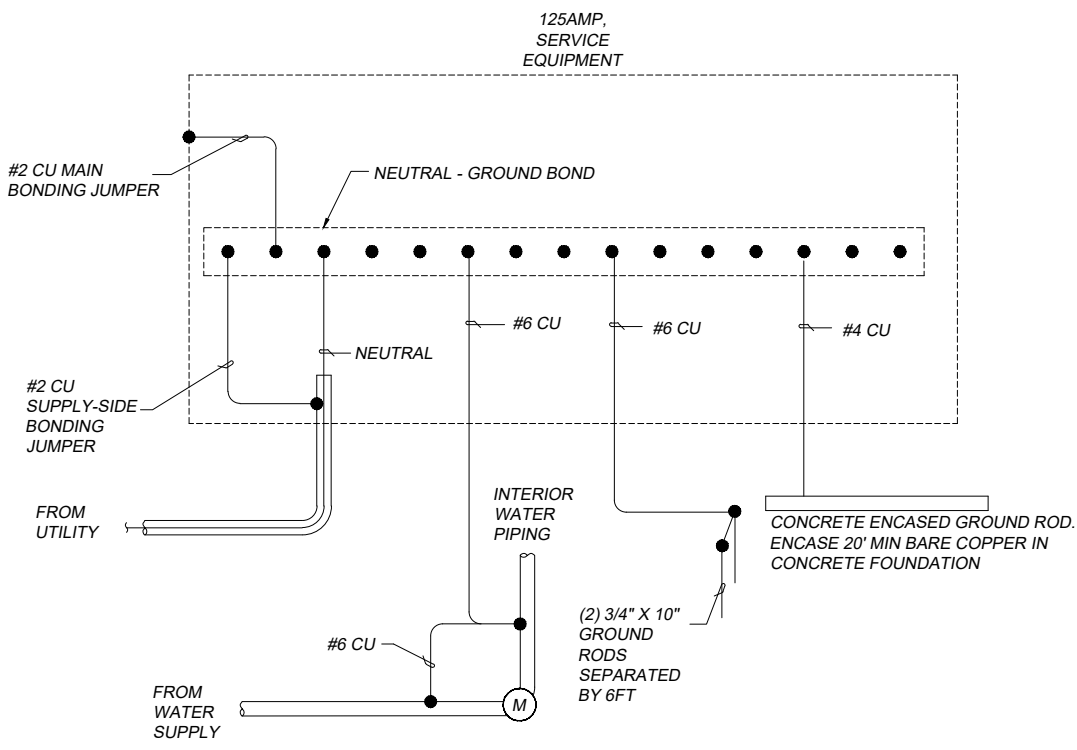 125AMP,
SERVICE
EQUIPMENT
#2 CU MAIN
BONDING JUMPER
NEUTRAL - GROUND BOND
#6 CU
#6 CU
#4 CU
NEUTRAL
#2 CU
SUPPLY-SIDE
BONDING
JUMPER
FROM
UTILITY
INTERIOR
WATER
PIPING
CONCRETE ENCASED GROUND ROD.
ENCASE 20' MIN BARE COPPER IN
CONCRETE FOUNDATION
(2) 3/4" X 10"
GROUND
RODS
SEPARATED
BY 6FT
#6 CU
FROM
WATER
SUPPLY
M